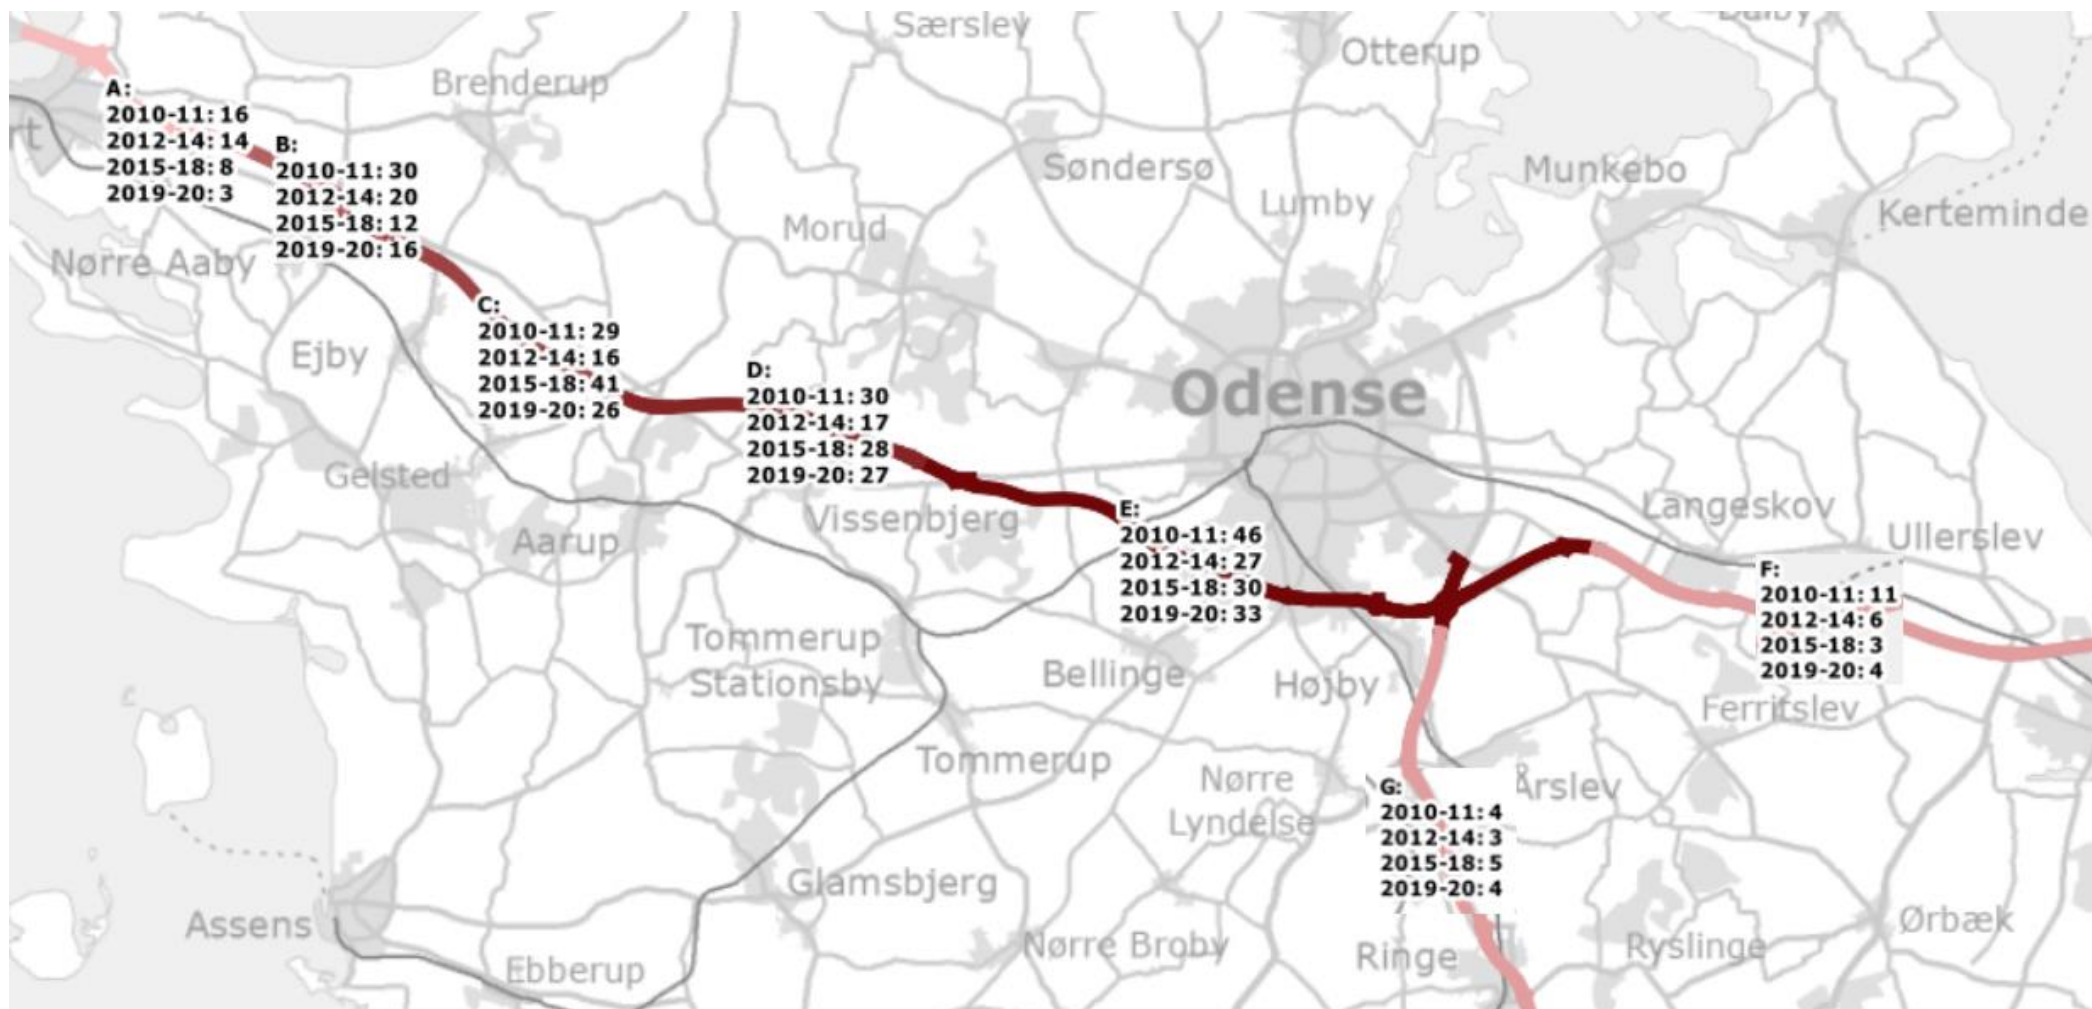 Særslev
Otterup
Brenderup
A:
2010-11: 16
2012-14: 14
2015-18: 8
2019-20: 3
rt
B:
2010-11: 30
2012-14: 20
2015-18: 12
2019-20: 16
Søndersø
Munkebo
Lumby
Kerteminde
Morud
Nørre Aaby
C:
2010-11: 29
2012-14: 16
2015-18: 41
2019-20: 26
Ejby
D:
2010-11: 30
2012-14: 17
2015-18: 28
2019-20: 27
Odense
Gelsted
Vissenbjerg
E:
2010-11: 46
2012-14: 27
2015-18: 30
2019-20: 33
Langeskov
Ullerslev
Aarup
F:
2010-11: 11
2012-14: 6
2015-18: 3
2019-20: 4
Tommerup
Stationsby
Bellinge
Højby
Ferritslev
Tommerup
Nørre
Lyndelse
G:
2010-11: 4
2012-14: 3
2015-18: 5
2019-20: 4
Årslev
Glamsbjerg
Assens
Ørbæk
Nørre Broby
Ringe
Ryslinge
Ebberup